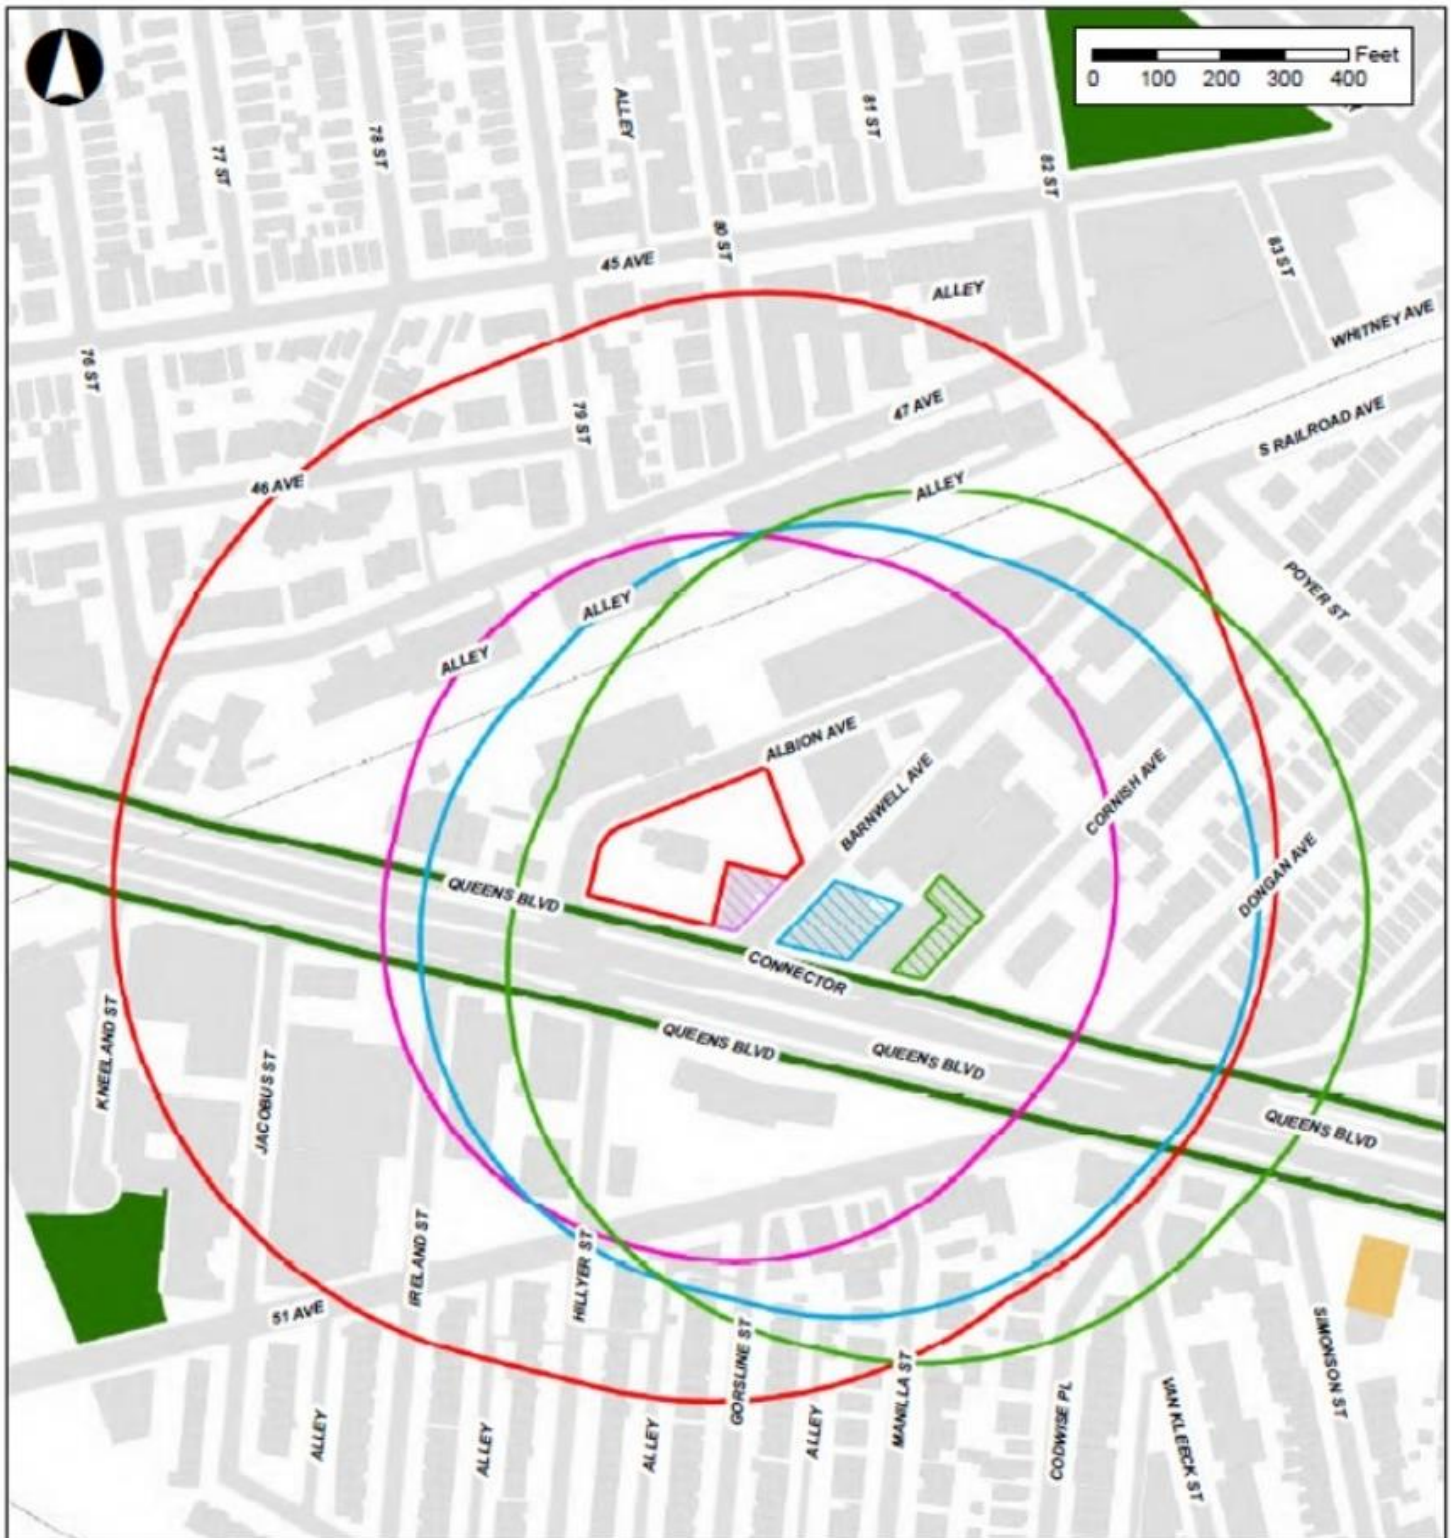 Feet
0 100 200 300 400
ALLEY
81 ST
77 ST
78 ST
82 ST
80 ST
45 AVE
83 ST
ALLEY
WHITNEY AVE
76 ST
79 ST
47 AVE
S RAILROAD AVE
46 AVE
ALLEY
POYER ST
ALLEY
ALLEY
ALBION AVE
BARNWELL AVE
CORNISH AVE
QUEENS BLVD
DONGAN AVE
CONNECTOR
QUEENS BLVD
QUEENS BLVD
KNEELAND ST
JACOBUS ST
QUEENS BLVD
IRELAND ST
HILLYER ST
51 AVE
GORSLINE ST
SIMONSON ST
MANILLA ST
ALLEY
ALLEY
ALLEY
ALLEY
CODWISE PL
VAN KLEECK ST